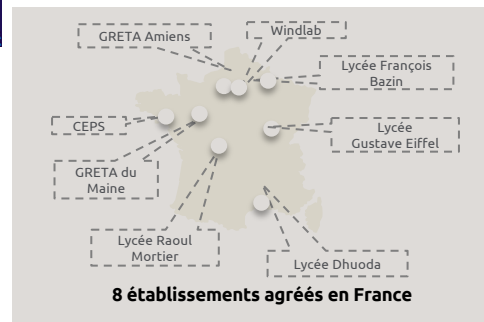 GRETA Amiens
Windlab
Lycée François
Bazin
CEPS
Lycée
Gustave Eiffel
GRETA du
Maine
Lycée Raoul
Mortier
Lycée Dhuoda
8 établissements agréés en France